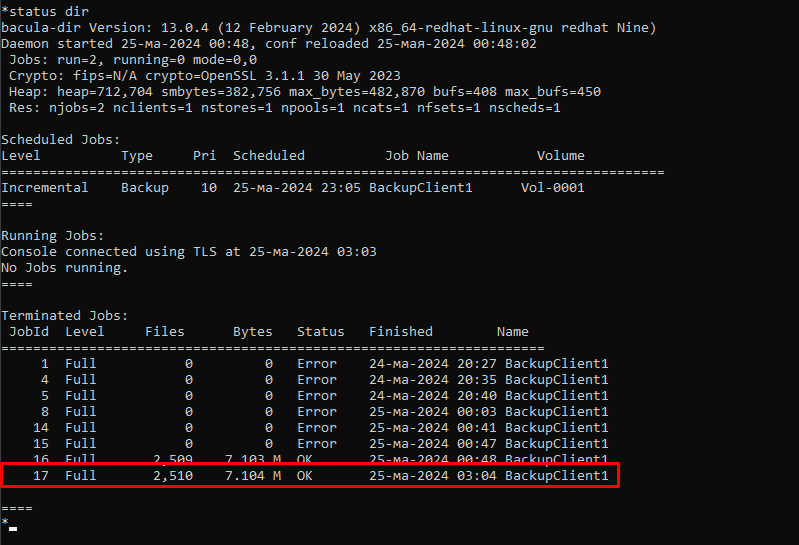 *status dir
bacula-dir Version: 13.0.4 (12 February 2024) x86_64-redhat-linux-gnu redhat Nine)
Daemon started 25-ма-2024 00:48, conf reloaded 25-мая-2024 00:48:02
 Jobs: run=2, running=0 mode=0,0
 Crypto: fips=N/A crypto=OpenSSL 3.1.1 30 May 2023
 Heap: heap=712,704 smbytes=382,756 max_bytes=482,870 bufs=408 max_bufs=450
 Res: njobs=2 nclients=1 nstores=1 npools=1 ncats=1 nfsets=1 nscheds=1

Scheduled Jobs:
Level          Type     Pri  Scheduled          Job Name           Volume
===================================================================================
Incremental    Backup    10  25-ма-2024 23:05 BackupClient1      Vol-0001
====

Running Jobs:
Console connected using TLS at 25-ма-2024 03:03
No Jobs running.
====

Terminated Jobs:
 JobId  Level     Files      Bytes   Status   Finished        Name
====================================================================
     1  Full          0         0   Error    24-ма-2024 20:27 BackupClient1
     4  Full          0         0   Error    24-ма-2024 20:35 BackupClient1
     5  Full          0         0   Error    24-ма-2024 20:40 BackupClient1
     8  Full          0         0   Error    25-ма-2024 00:03 BackupClient1
    14  Full          0         0   Error    25-ма-2024 00:41 BackupClient1
    15  Full          0         0   Error    25-ма-2024 00:47 BackupClient1
    16  Full      2,509    7.103 M  OK       25-ма-2024 00:48 BackupClient1
    17  Full      2,510    7.104 M  OK       25-ма-2024 03:04 BackupClient1

====
*